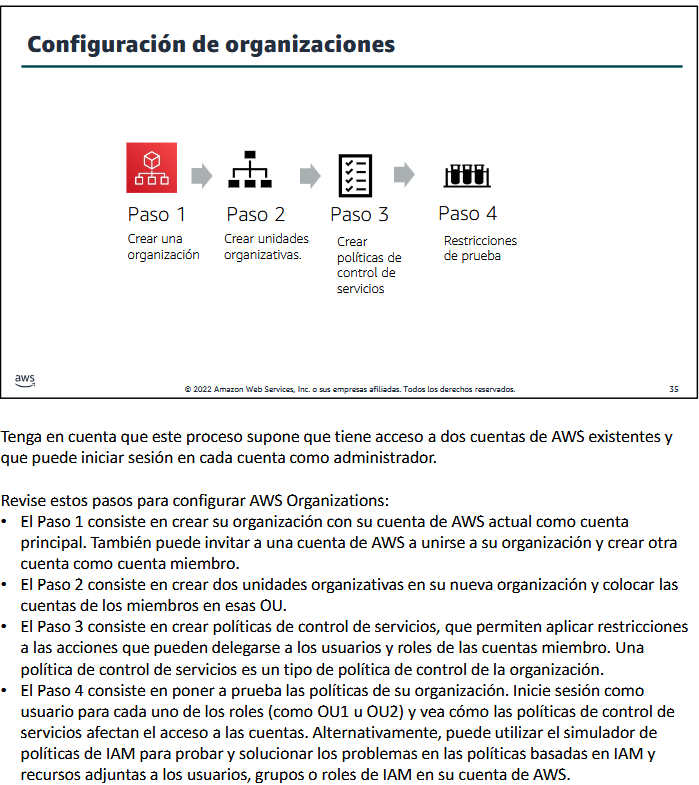 Configuración de organizaciones
Paso 1
Crear una
organización
Paso 2
Crear unidades
organizativas.
Paso 3
Crear
políticas de
control de
servicios
Paso 4
Restricciones
de prueba
aws
© 2022 Amazon Web Services, Inc. o sus empresas afiliadas. Todos los derechos reservados.
35
Tenga en cuenta que este proceso supone que tiene acceso a dos cuentas de AWS existentes y
que puede iniciar sesión en cada cuenta como administrador.
Revise estos pasos para configurar AWS Organizations:
• El Paso 1 consiste en crear su organización con su cuenta de AWS actual como cuenta
principal. También puede invitar a una cuenta de AWS a unirse a su organización y crear otra
cuenta como cuenta miembro.
• El Paso 2 consiste en crear dos unidades organizativas en su nueva organización y colocar las
cuentas de los miembros en esas OU.
• El Paso 3 consiste en crear políticas de control de servicios, que permiten aplicar restricciones
a las acciones que pueden delegarse a los usuarios y roles de las cuentas miembro. Una
política de control de servicios es un tipo de política de control de la organización.
• El Paso 4 consiste en poner a prueba las políticas de su organización. Inicie sesión como
usuario para cada uno de los roles (como OU1 u OU2) y vea cómo las políticas de control de
servicios afectan el acceso a las cuentas. Alternativamente, puede utilizar el simulador de
políticas de IAM para probar y solucionar los problemas en las políticas basadas en IAM y
recursos adjuntas a los usuarios, grupos o roles de IAM en su cuenta de AWS.